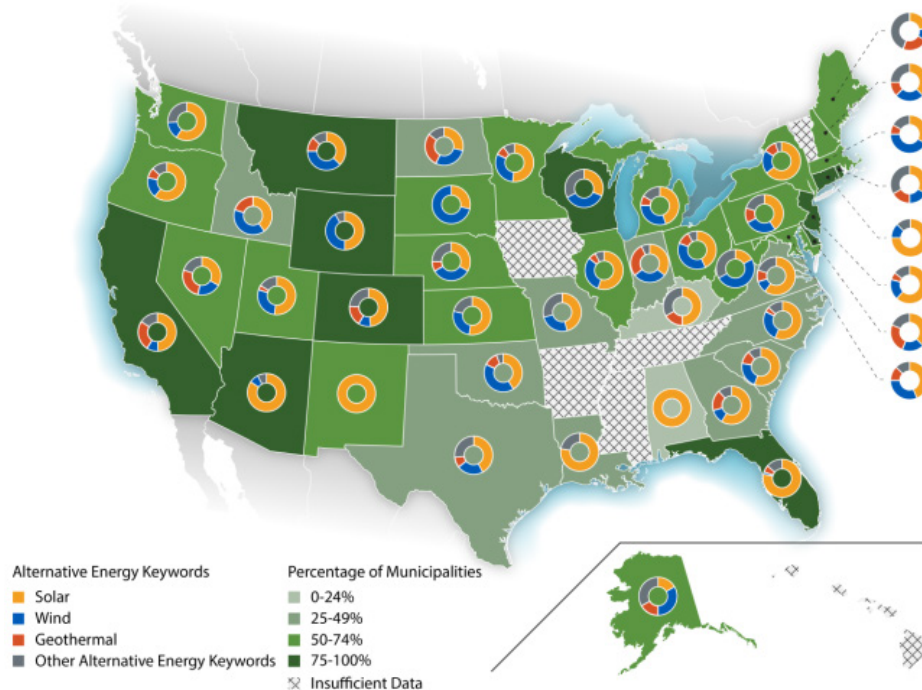 Alternative Energy Keywords
Solar
Wind
Geothermal
Other Alternative Energy Keywords
Percentage of Municipalities
0-24%
25-49%
50-74%
75-100%
Insufficient Data